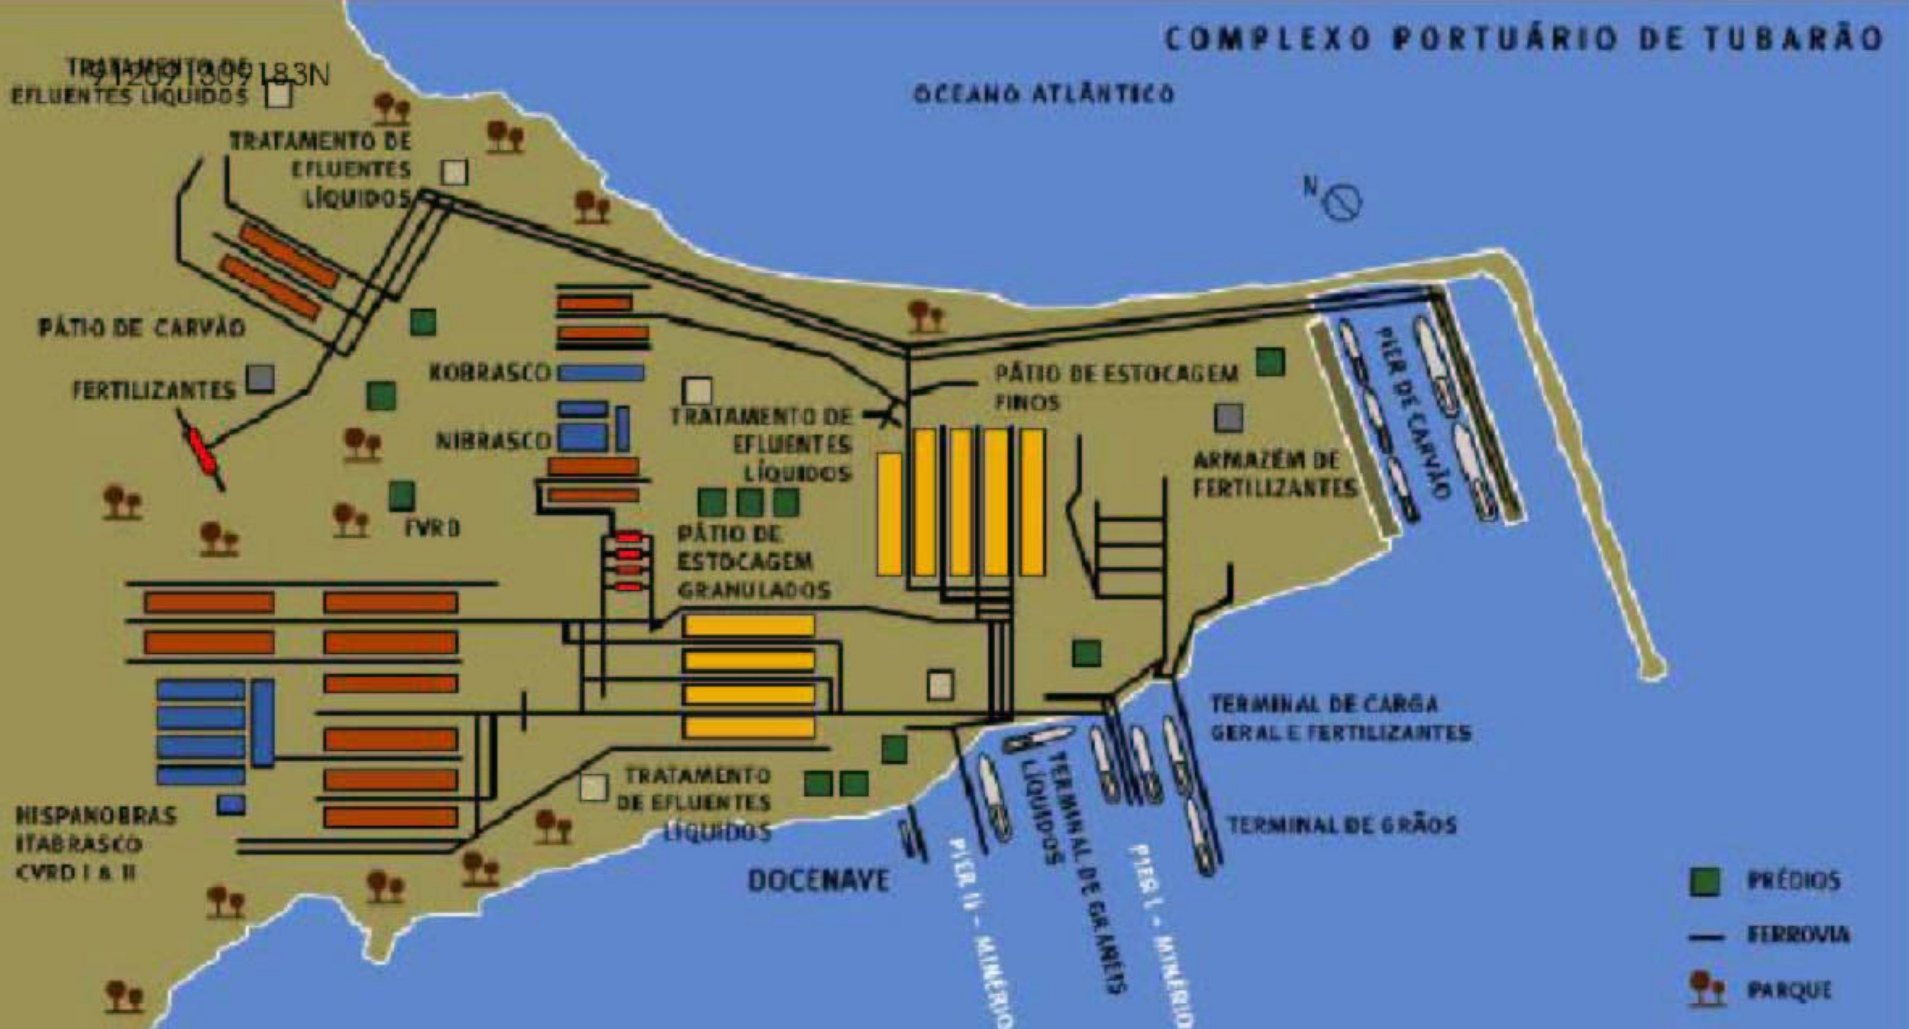 COMPLEXO PORTUÁRIO DE TUBARÃO
OCEANO ATLÂNTICO
TRATAMENTO DE
912091309183N
EFLUENTES LÍQUIDOS
TRATAMENTO DE
EFLUENTES
LÍQUIDOS
N
PÁTIO DE CARVÃO
FERTILIZANTES
KOBRASCO
NIBRASCO
TRATAMENTO DE
EFLUENTES
LÍQUIDOS
PÁTIO DE ESTOCAGEM
FINOS
PIER DE CARVÃO
ARMAZÉM DE
FERTILIZANTES
FVRD
PÁTIO DE
ESTOCAGEM
GRANULADOS
TERMINAL DE CARGA
GERAL E FERTILIZANTES
TRATAMENTO
DE EFLUENTES
LÍQUIDOS
HISPANOBRAS
ITABRASCO
CVRD I & II
DOCENAVE
PIER II - MINÉRIO
TERMINAL DE GRANÉIS
LÍQUIDOS
PIER I - MINÉRIO
TERMINAL DE GRÃOS
PRÉDIOS
FERROVIA
PARQUE